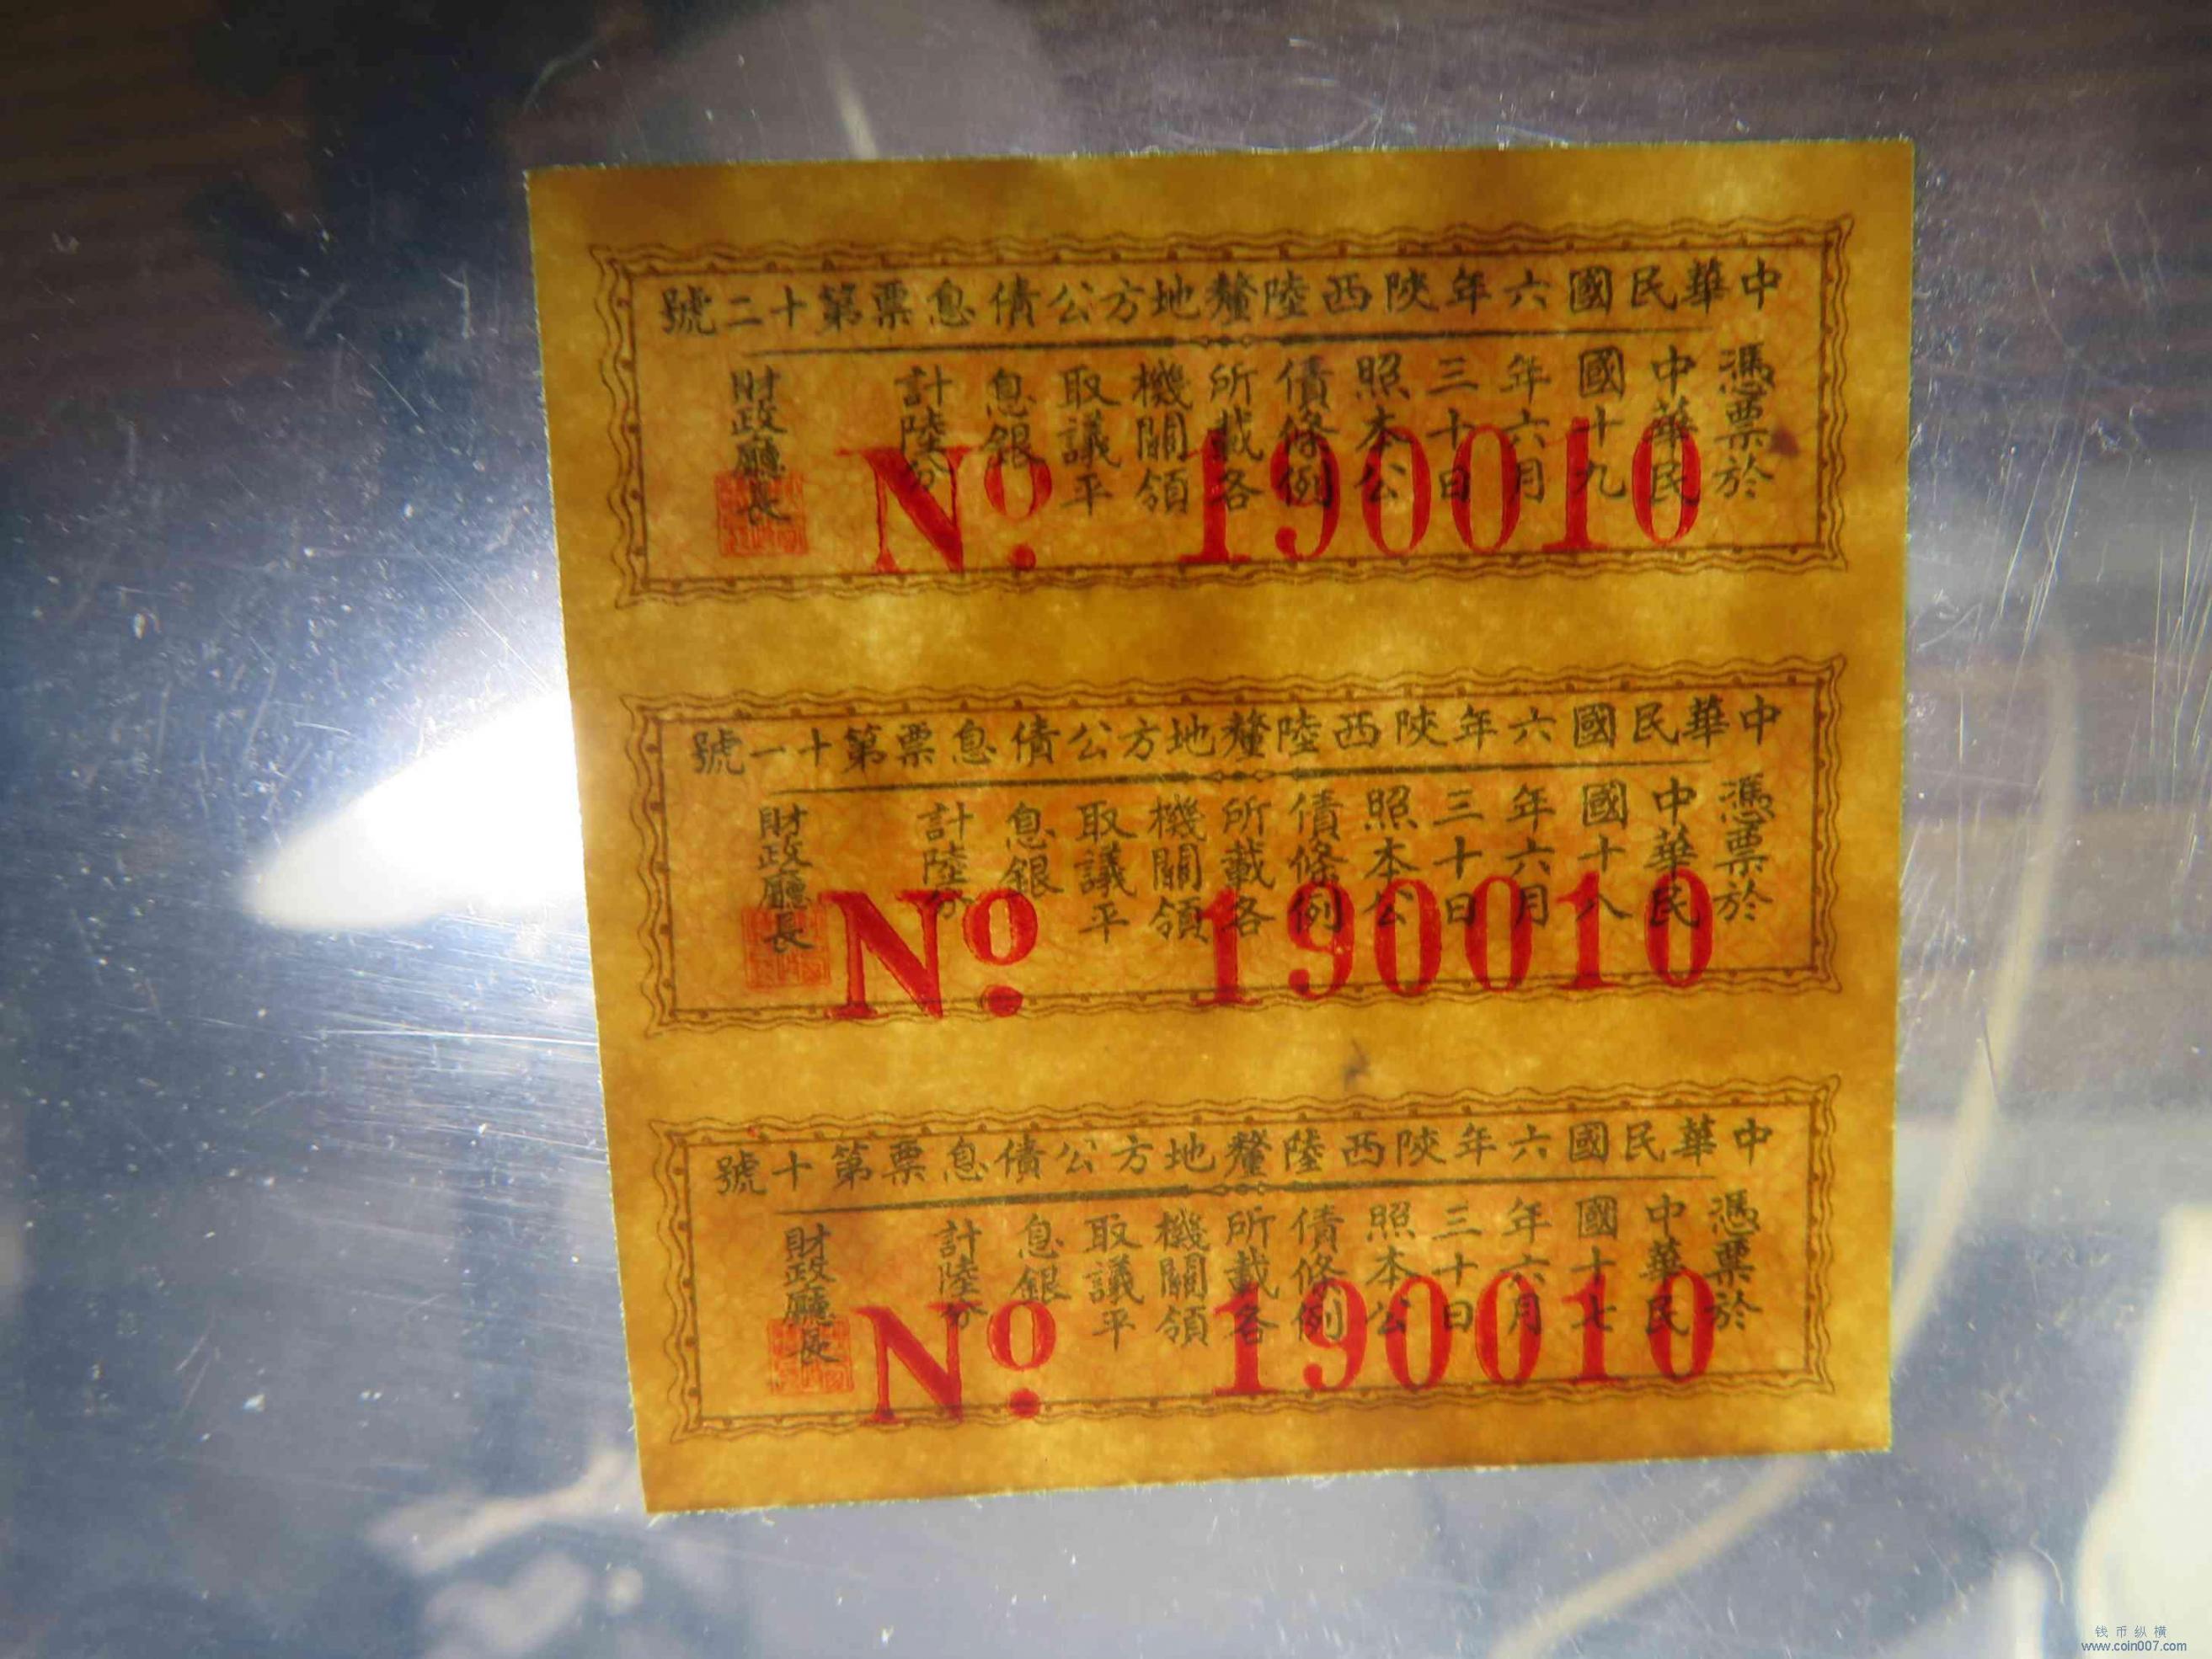 中華民國六年陝西陸釐地方公債息票第十二號
憑票於
中華民
國十九
年六月
三十日
照本公
債條例
所載各
機關領
取議平
息銀
計陸分
財政廳長
No. 190010
中華民國六年陝西陸釐地方公債息票第十一號
憑票於
中華民
國十八
年六月
三十日
照本公
債條例
所載各
機關領
取議平
息銀
計陸分
財政廳長
No. 190010
中華民國六年陝西陸釐地方公債息票第十號
憑票於
中華民
國十七
年六月
三十日
照本公
債條例
所載各
機關領
取議平
息銀
計陸分
財政廳長
No. 190010
钱币纵横
www.coin007.com